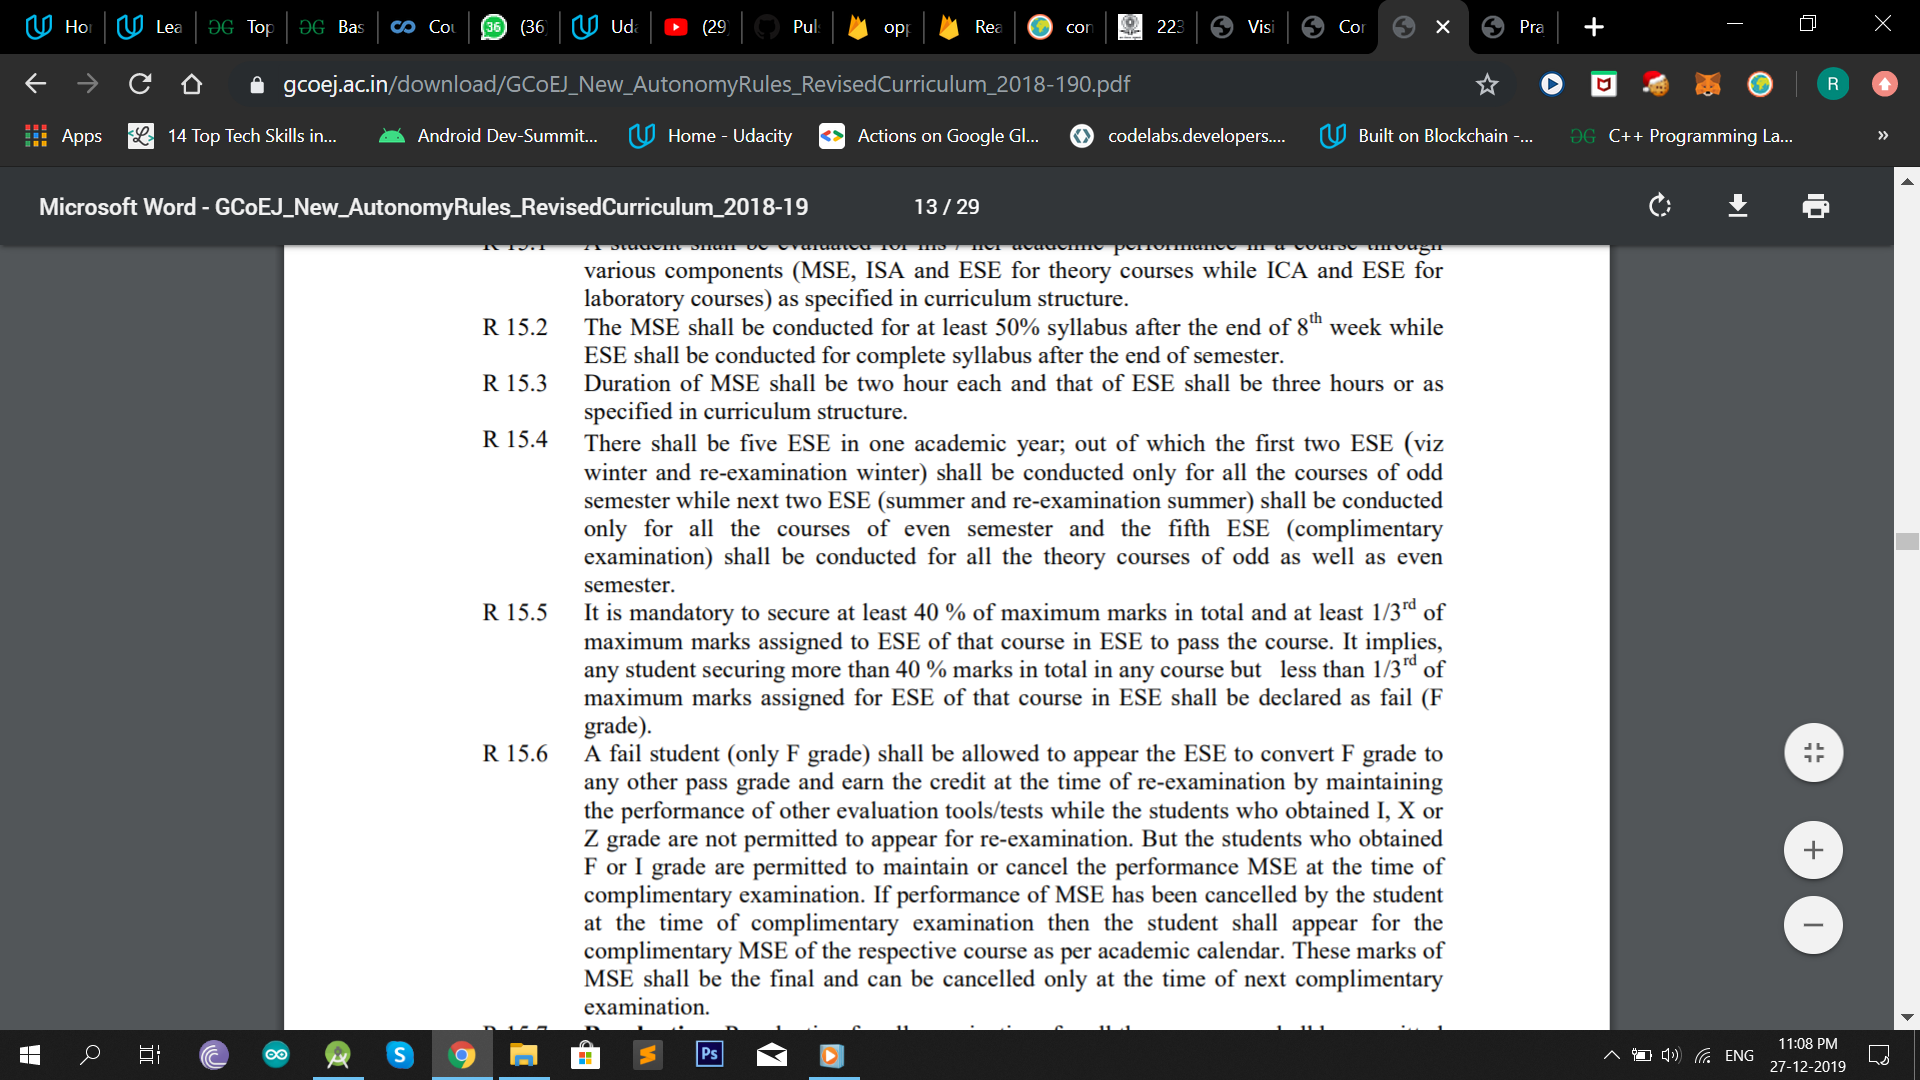 Hor Lea Top Bas Cou (36 Uda (29 Pul opp Rea con 223 Visi Cor Pra
gcoej.ac.in/download/GCoEJ_New_AutonomyRules_RevisedCurriculum_2018-190.pdf R
Apps 14 Top Tech Skills in... Android Dev-Summit... Home - Udacity Actions on Google Gl... codelabs.developers.... Built on Blockchain -... C++ Programming La... »
Microsoft Word - GCoEJ_New_AutonomyRules_RevisedCurriculum_2018-19 13 / 29
R 15.1 A student shall be evaluated for his / her academic performance in a course through
various components (MSE, ISA and ESE for theory courses while ICA and ESE for
laboratory courses) as specified in curriculum structure.
R 15.2 The MSE shall be conducted for at least 50% syllabus after the end of 8th week while
ESE shall be conducted for complete syllabus after the end of semester.
R 15.3 Duration of MSE shall be two hour each and that of ESE shall be three hours or as
specified in curriculum structure.
R 15.4 There shall be five ESE in one academic year; out of which the first two ESE (viz
winter and re-examination winter) shall be conducted only for all the courses of odd
semester while next two ESE (summer and re-examination summer) shall be conducted
only for all the courses of even semester and the fifth ESE (complimentary
examination) shall be conducted for all the theory courses of odd as well as even
semester.
R 15.5 It is mandatory to secure at least 40 % of maximum marks in total and at least 1/3rd of
maximum marks assigned to ESE of that course in ESE to pass the course. It implies,
any student securing more than 40 % marks in total in any course but less than 1/3rd of
maximum marks assigned for ESE of that course in ESE shall be declared as fail (F
grade).
R 15.6 A fail student (only F grade) shall be allowed to appear the ESE to convert F grade to
any other pass grade and earn the credit at the time of re-examination by maintaining
the performance of other evaluation tools/tests while the students who obtained I, X or
Z grade are not permitted to appear for re-examination. But the students who obtained
F or I grade are permitted to maintain or cancel the performance MSE at the time of
complimentary examination. If performance of MSE has been cancelled by the student
at the time of complimentary examination then the student shall appear for the
complimentary MSE of the respective course as per academic calendar. These marks of
MSE shall be the final and can be cancelled only at the time of next complimentary
examination.
R 15.7
ENG 11:08 PM
27-12-2019